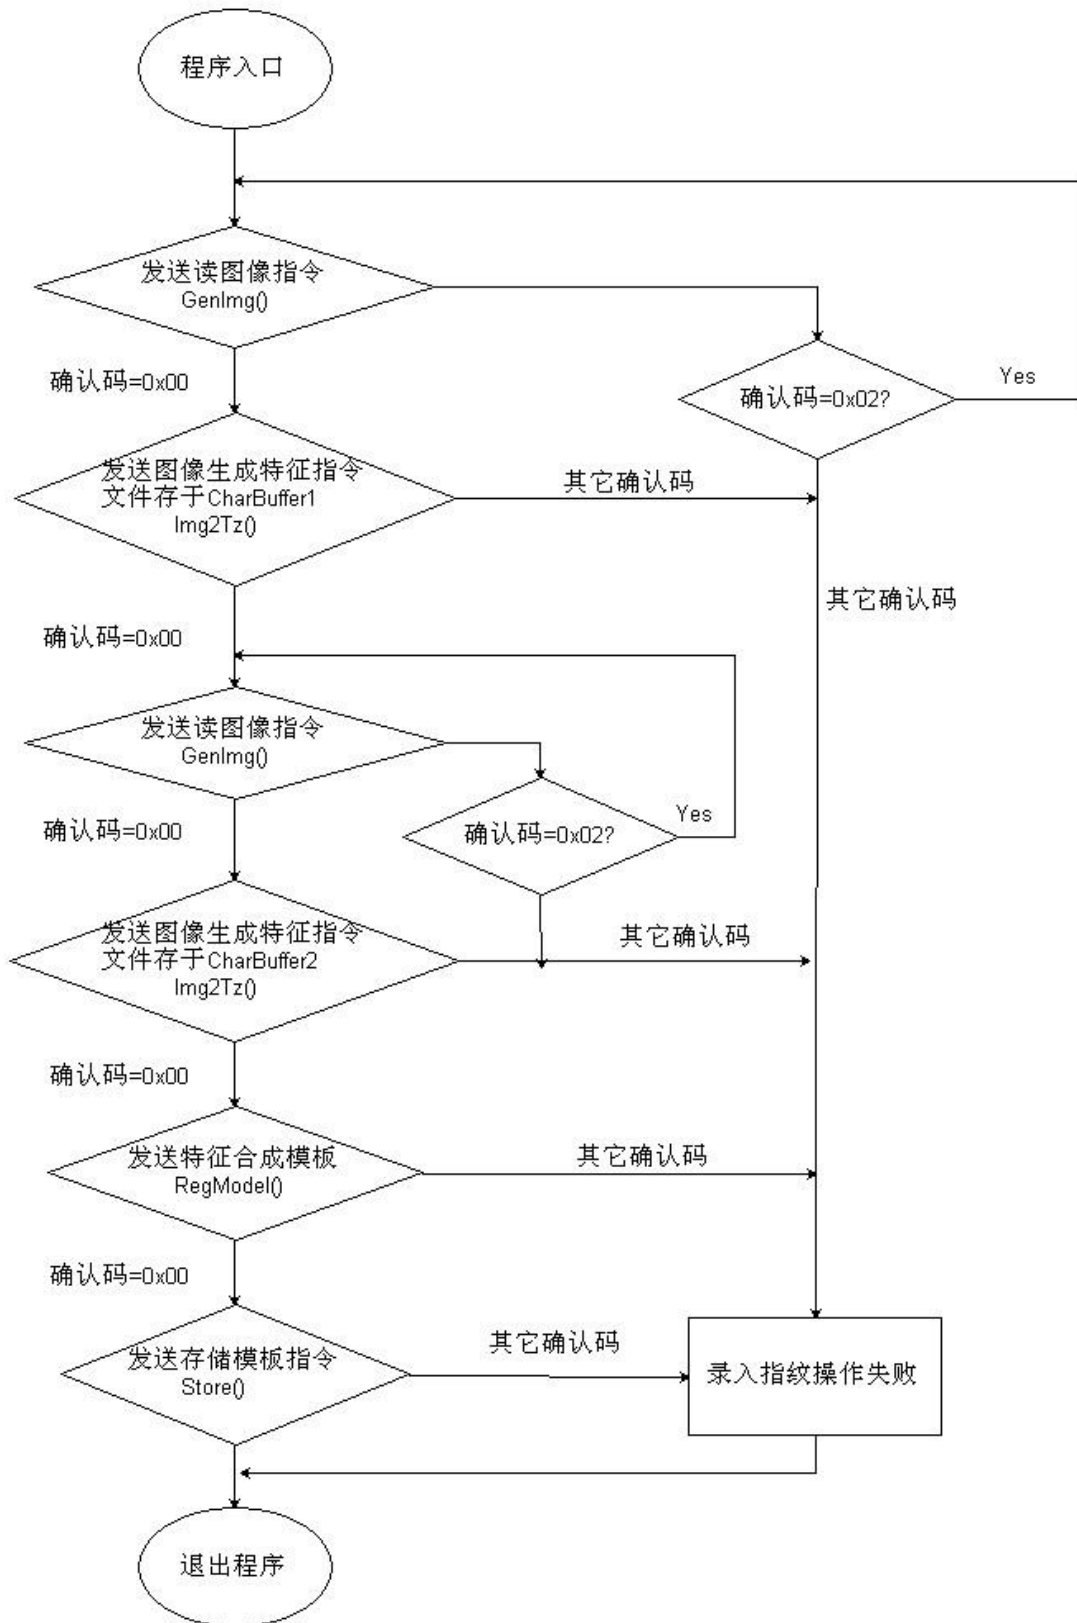 程序入口
发送读图像指令
GenImg()
确认码=0x00
确认码=0x02?
Yes
发送图像生成特征指令
文件存于CharBuffer1
Img2Tz()
其它确认码
其它确认码
确认码=0x00
发送读图像指令
GenImg()
确认码=0x00
确认码=0x02?
Yes
发送图像生成特征指令
文件存于CharBuffer2
Img2Tz()
其它确认码
确认码=0x00
发送特征合成模板
RegModel()
其它确认码
确认码=0x00
发送存储模板指令
Store()
其它确认码
录入指纹操作失败
退出程序